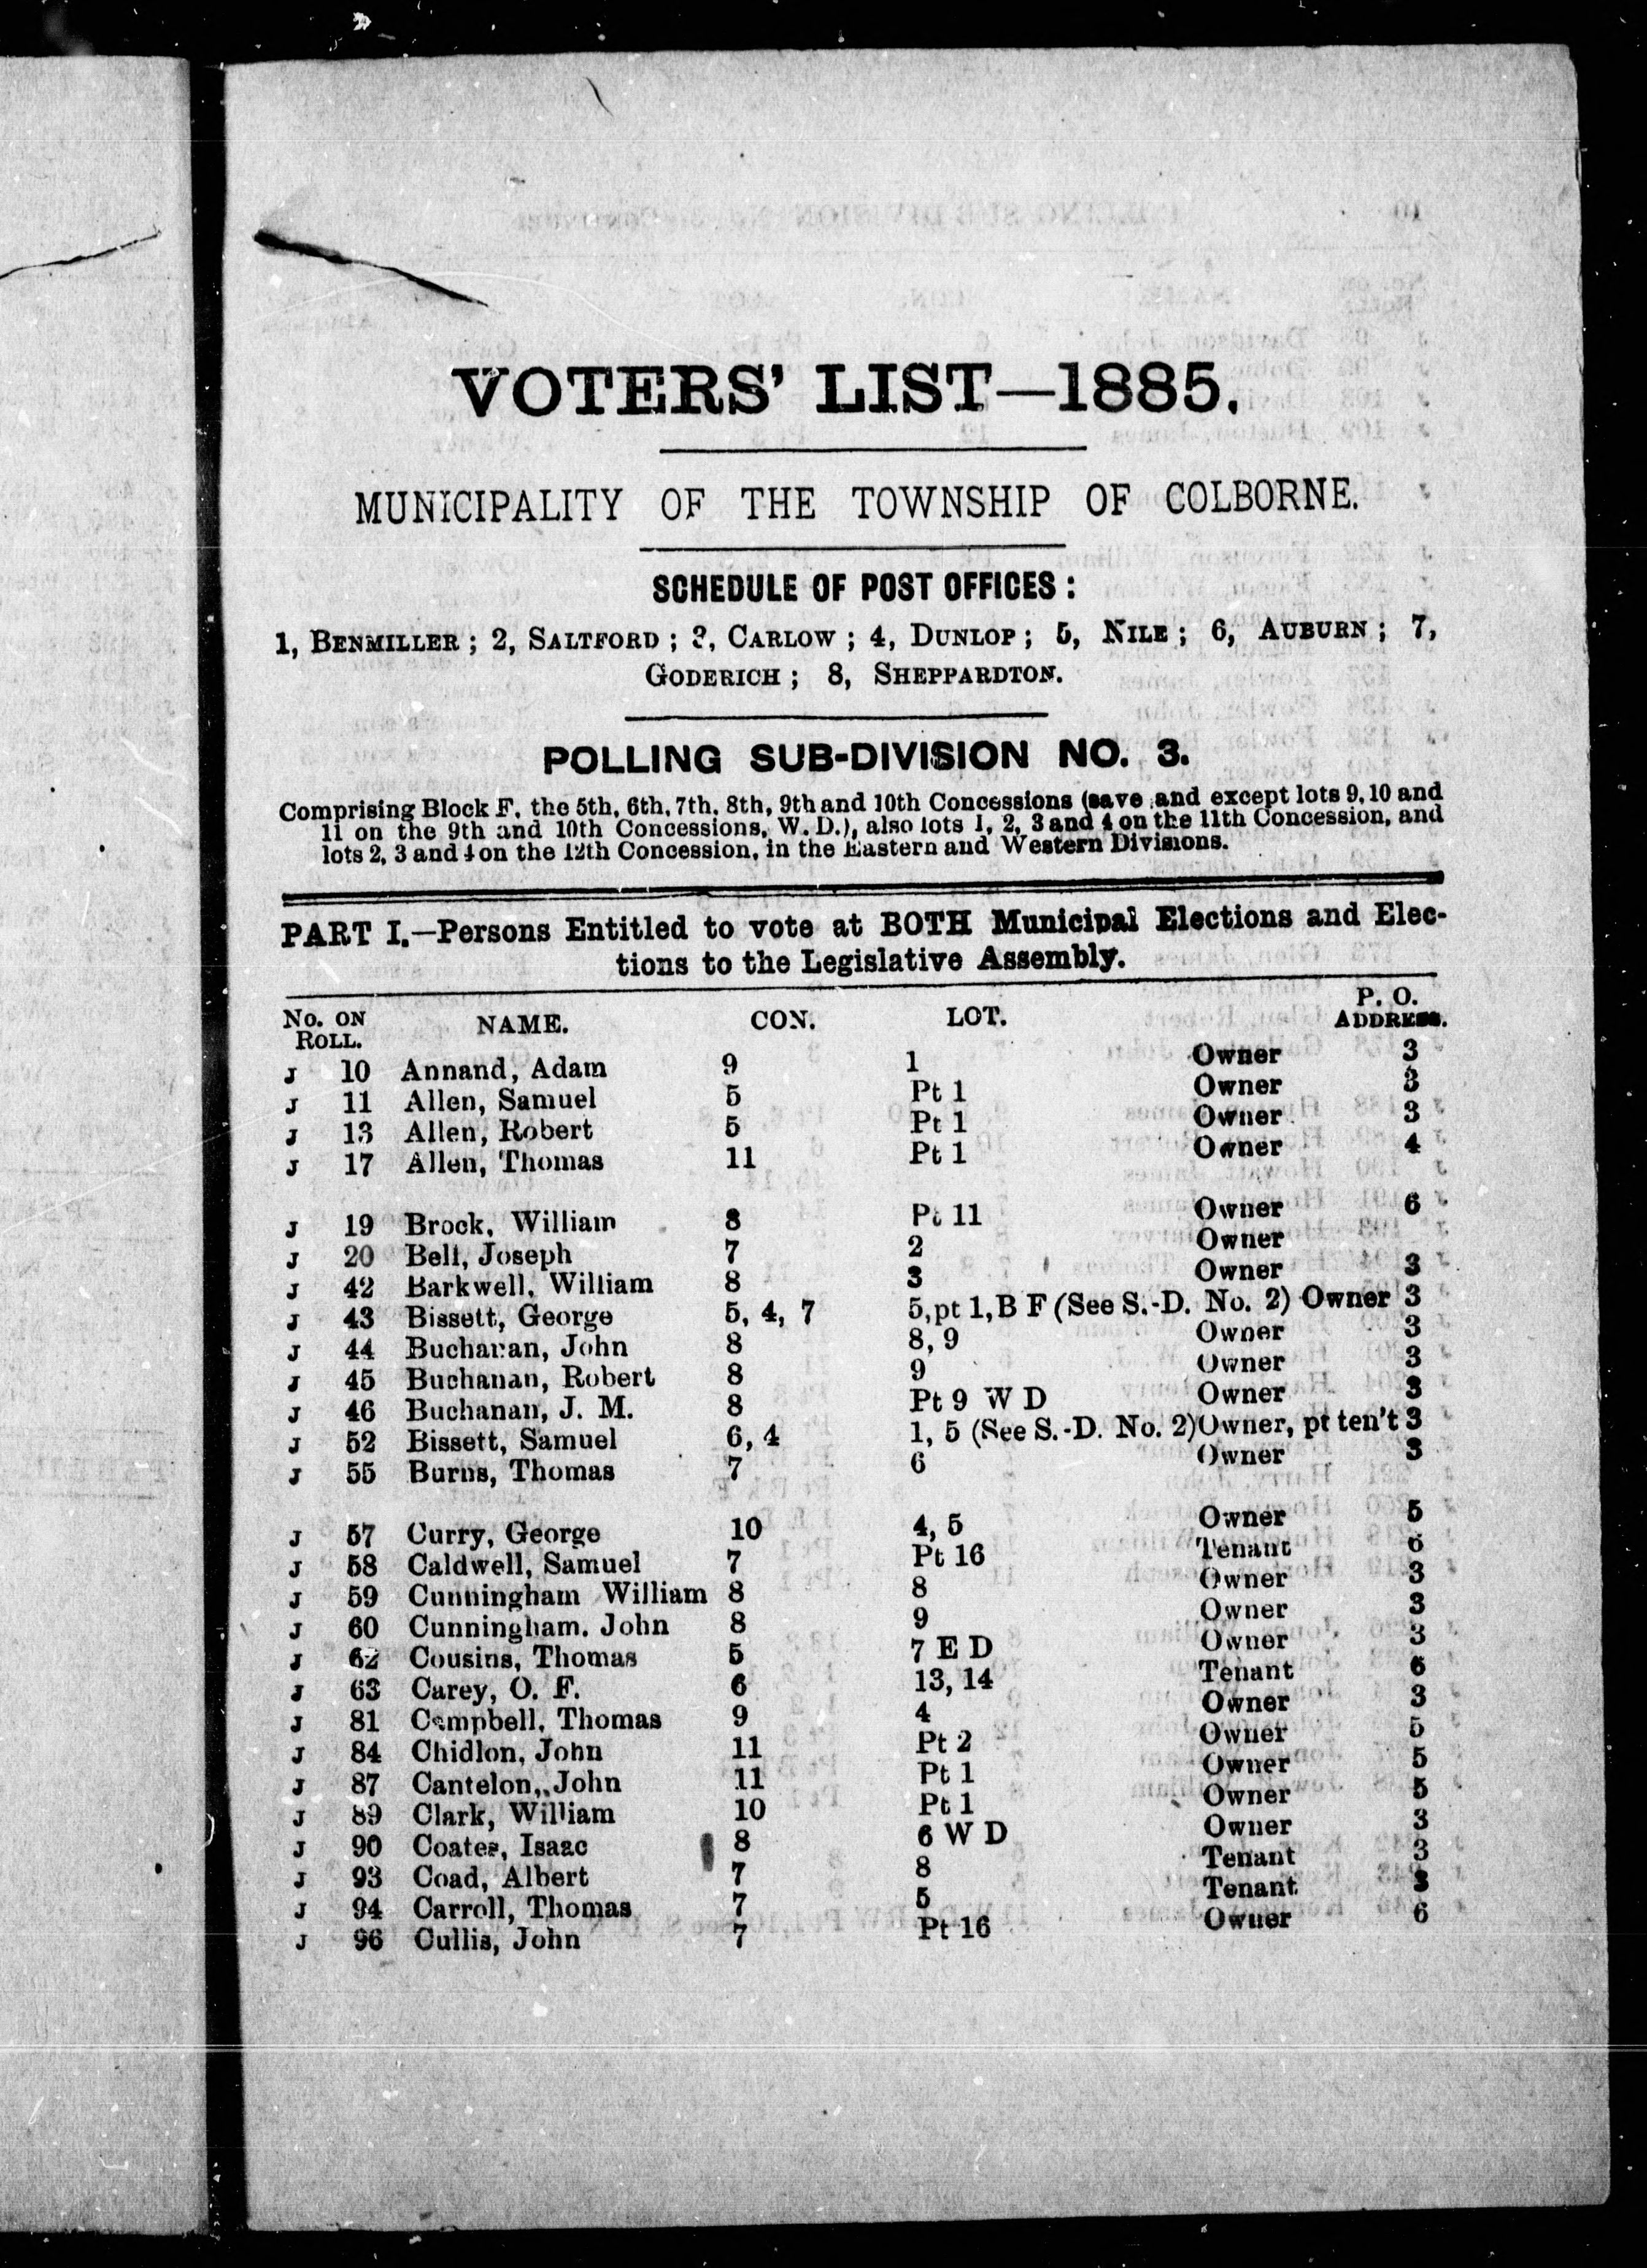 VOTERS' LIST—1885.
MUNICIPALITY OF THE TOWNSHIP OF COLBORNE.
SCHEDULE OF POST OFFICES:
1, BENMILLER; 2, SALTFORD; 3, CARLOW; 4, DUNLOP; 5, NILE; 6, AUBURN; 7,
GODERICH; 8, SHEPPARDTON.
POLLING SUB-DIVISION NO. 3.
Comprising Block F, the 5th, 6th, 7th, 8th, 9th and 10th Concessions (save and except lots 9, 10 and
11 on the 9th and 10th Concessions, W. D.), also lots 1, 2, 3 and 4 on the 11th Concession, and
lots 2, 3 and 4 on the 12th Concession, in the Eastern and Western Divisions.
PART I.—Persons Entitled to vote at BOTH Municipal Elections and Elec-
tions to the Legislative Assembly.
No. ON ROLL. NAME. CON. LOT. P. O. ADDRESS.
J 10 Annand, Adam 9 1 Owner 3
J 11 Allen, Samuel 5 Pt 1 Owner 3
J 13 Allen, Robert 5 Pt 1 Owner 3
J 17 Allen, Thomas 11 Pt 1 Owner 4
J 19 Brock, William 8 Pt 11 Owner 6
J 20 Bell, Joseph 7 2 Owner
J 42 Barkwell, William 8 3 Owner 3
J 43 Bissett, George 5, 4, 7 5, pt 1, B F (See S.-D. No. 2) Owner 3
J 44 Buchanan, John 8 8, 9 Owner 3
J 45 Buchanan, Robert 8 9 Owner 3
J 46 Buchanan, J. M. 8 Pt 9 W D Owner 3
J 52 Bissett, Samuel 6, 4 1, 5 (See S.-D. No. 2) Owner, pt ten't 3
J 55 Burns, Thomas 7 6 Owner 3
J 57 Curry, George 10 4, 5 Owner 5
J 58 Caldwell, Samuel 7 Pt 16 Tenant 6
J 59 Cunningham William 8 8 Owner 3
J 60 Cunningham. John 8 9 Owner 3
J 62 Cousins, Thomas 5 7 E D Owner 3
J 63 Carey, O. F. 6 13, 14 Tenant 6
J 81 Campbell, Thomas 9 4 Owner 3
J 84 Chidlon, John 11 Pt 2 Owner 5
J 87 Cantelon, John 11 Pt 1 Owner 5
J 89 Clark, William 10 Pt 1 Owner 5
J 90 Coates, Isaac 8 6 W D Owner 3
J 93 Coad, Albert 7 8 Tenant 3
J 94 Carroll, Thomas 7 5 Tenant 3
J 96 Cullis, John 7 Pt 16 Owner 6